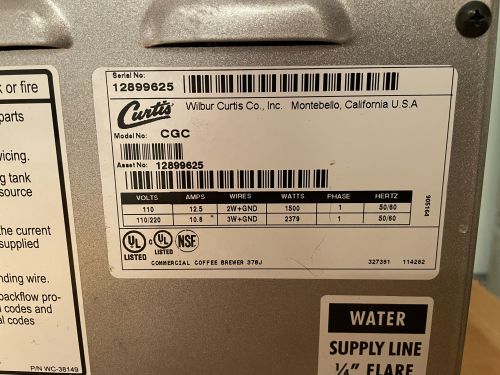 k or fire
parts
vicing.
g tank
source
the current
supplied
nding wire.
backflow pro-
l codes and
al codes
P/N WC-38149
Serial No:
12899625
Curtis
Wilbur Curtis Co., Inc. Montebello, California U.S.A
Model No: CGC
Asset No: 12899625
VOLTS AMPS WIRES WATTS PHASE HERTZ
110 12.5 2W+GND 1500 1 50/60
110/220 10.8 3W+GND 2379 1 50/60
905164
UL LISTED
C UL LISTED
NSF
COMMERCIAL COFFEE BREWER 378J
327381 114282
WATER
SUPPLY LINE
¼" FLARE